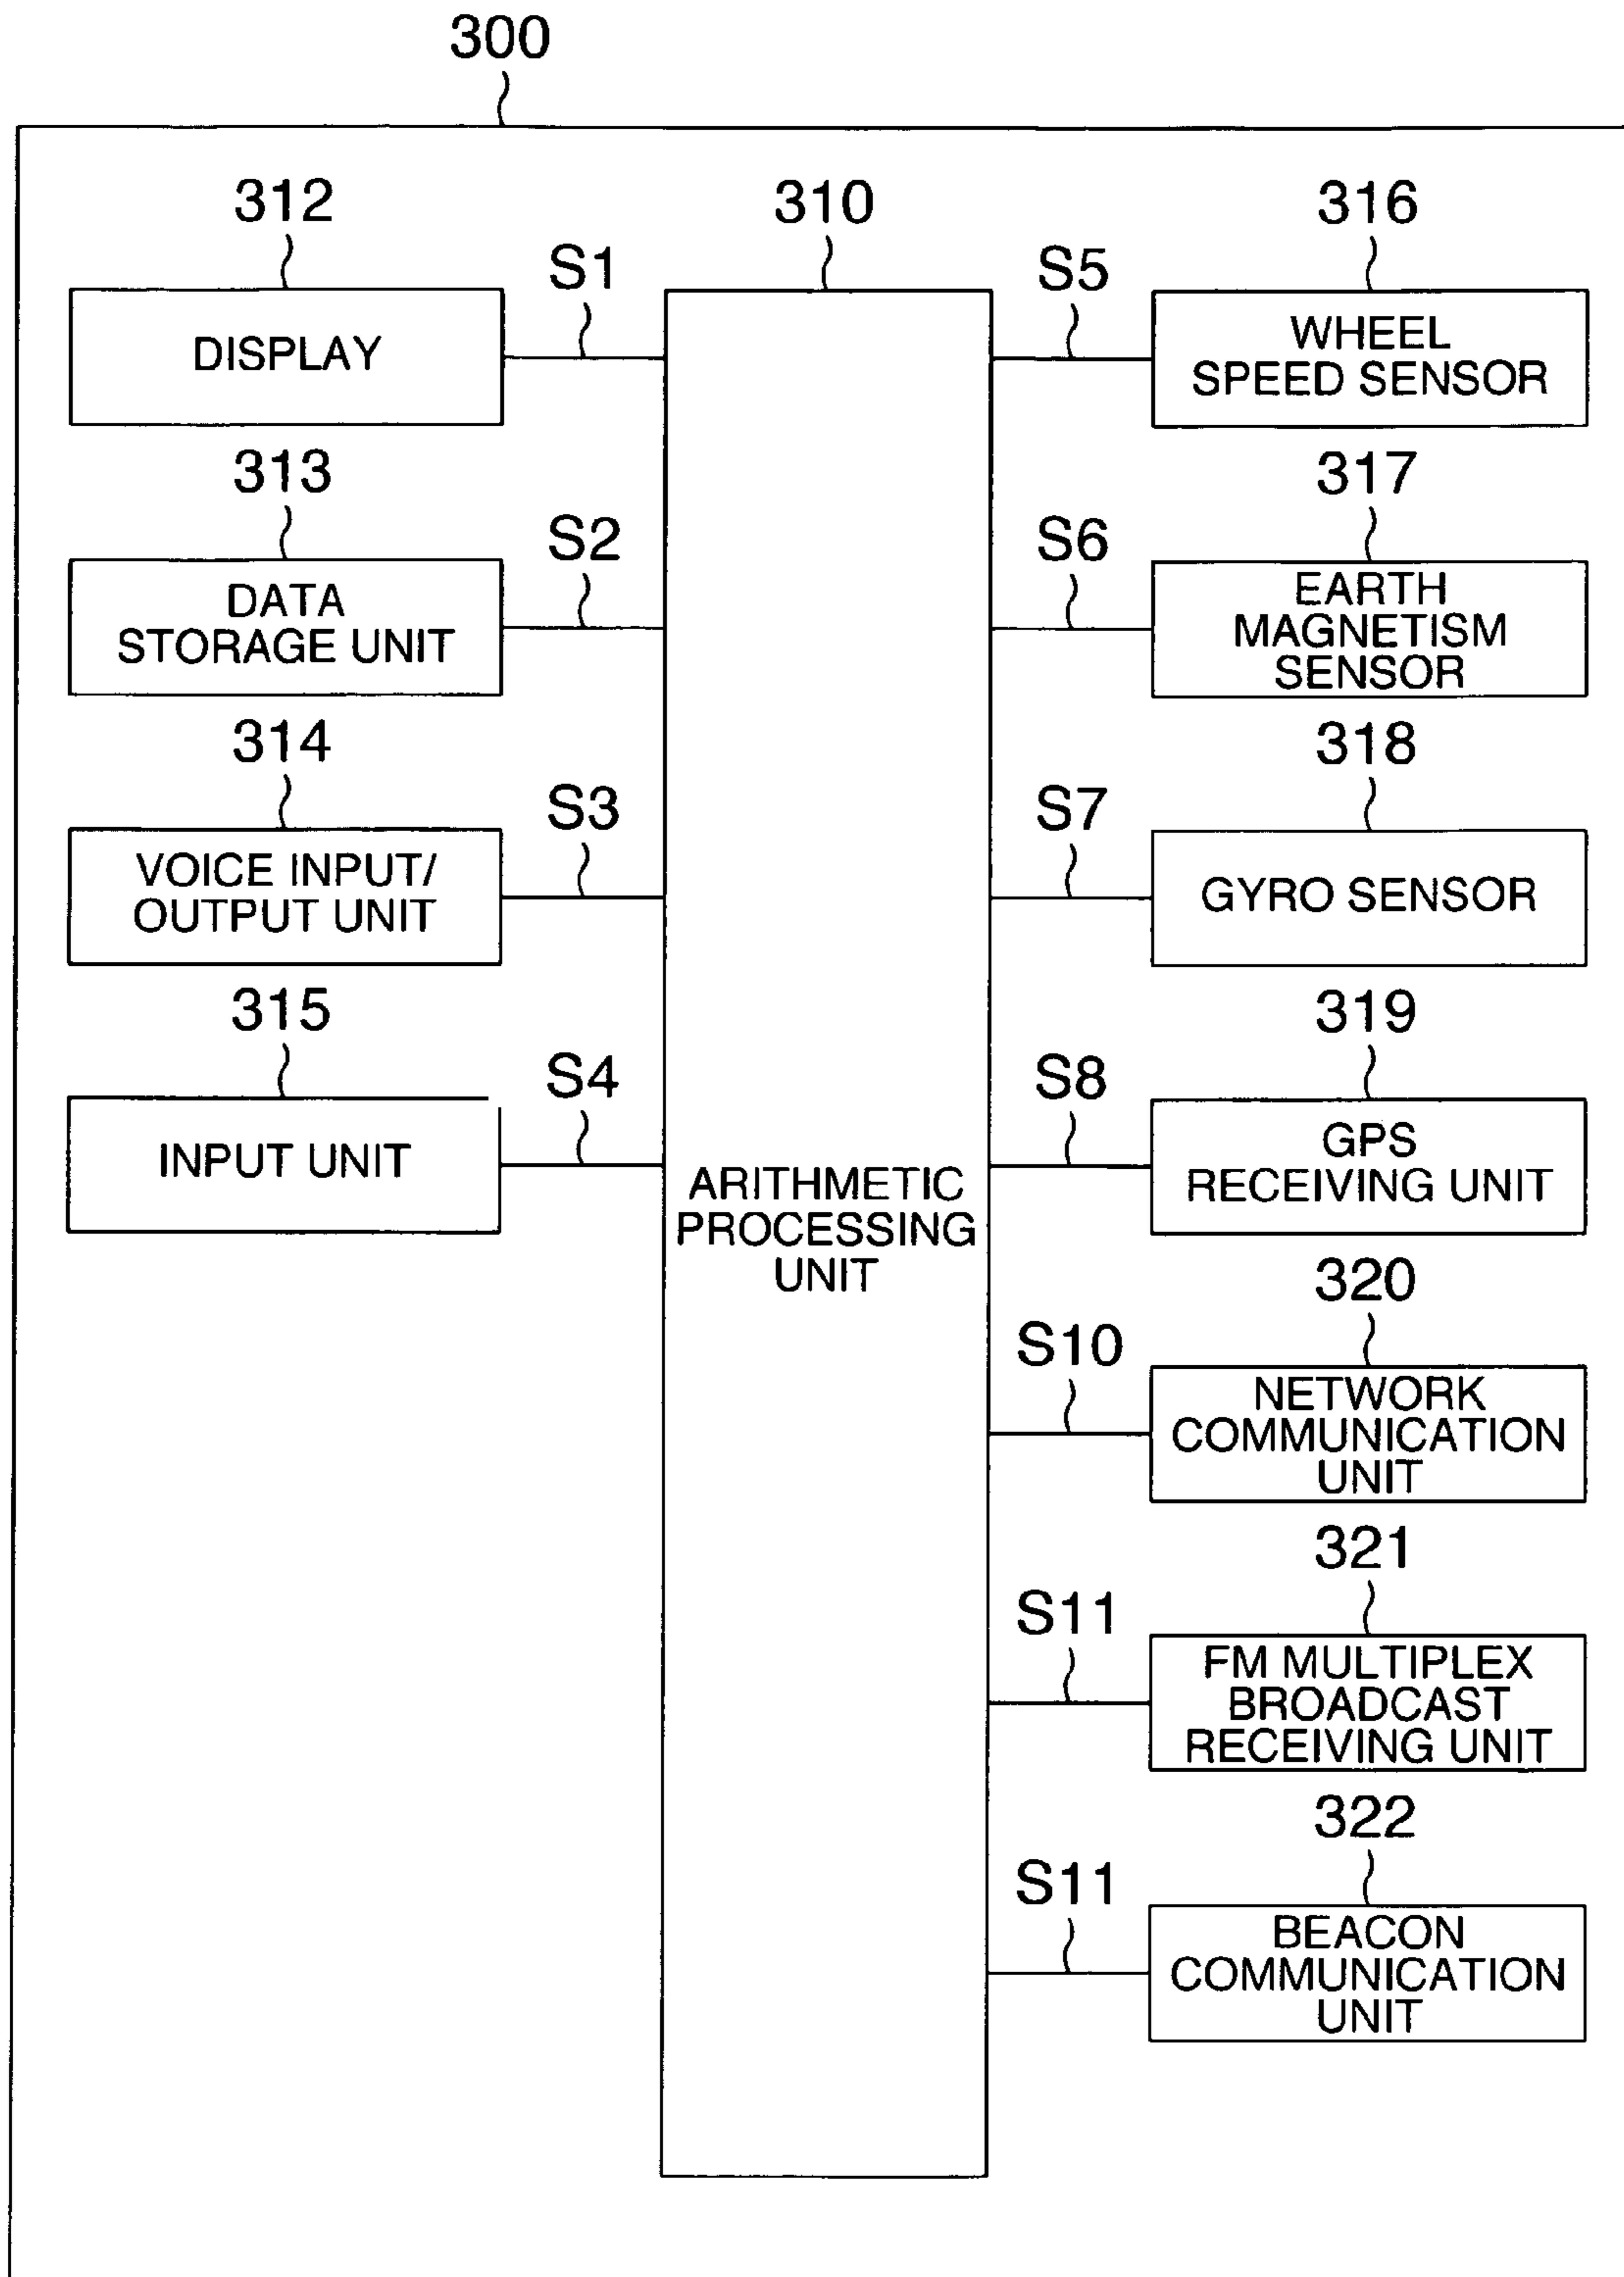 300
312
S1
DISPLAY
313
S2
DATA
STORAGE UNIT
314
S3
VOICE INPUT/
OUTPUT UNIT
315
S4
INPUT UNIT
310
ARITHMETIC
PROCESSING
UNIT
316
S5
WHEEL
SPEED SENSOR
317
S6
EARTH
MAGNETISM
SENSOR
318
S7
GYRO SENSOR
319
S8
GPS
RECEIVING UNIT
320
S10
NETWORK
COMMUNICATION
UNIT
321
S11
FM MULTIPLEX
BROADCAST
RECEIVING UNIT
322
S11
BEACON
COMMUNICATION
UNIT